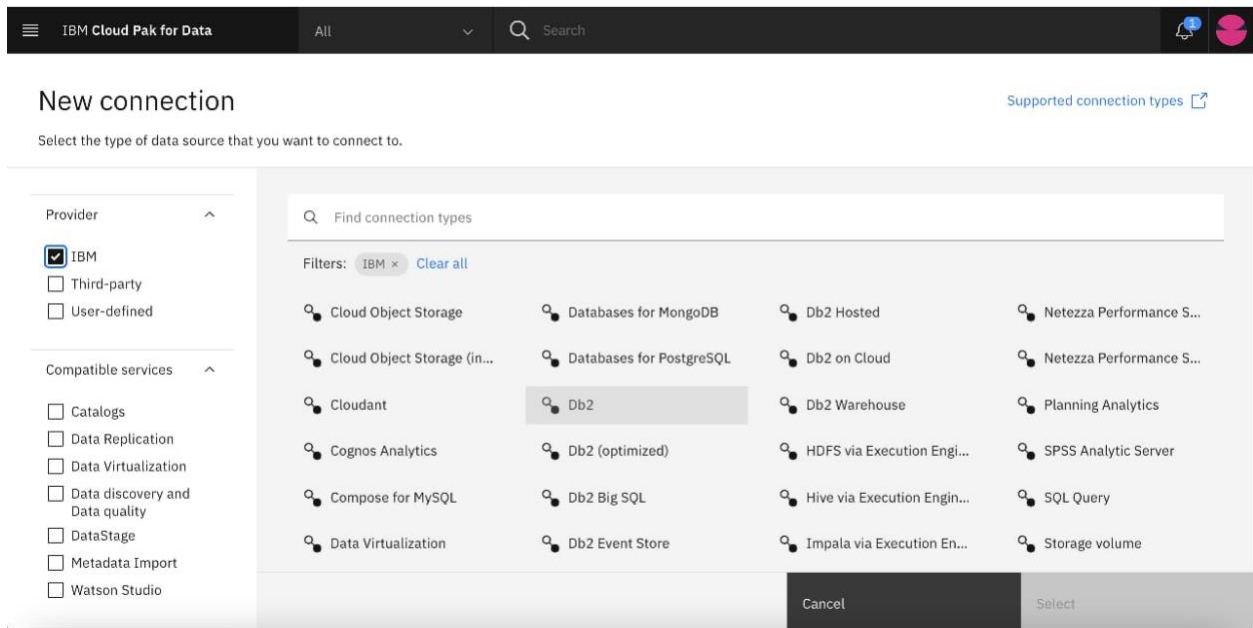 IBM Cloud Pak for Data
All
Search
1
New connection
Supported connection types
Select the type of data source that you want to connect to.
Provider
IBM
Third-party
User-defined
Compatible services
Catalogs
Data Replication
Data Virtualization
Data discovery and
Data quality
DataStage
Metadata Import
Watson Studio
Find connection types
Filters: IBM × Clear all
Cloud Object Storage
Databases for MongoDB
Db2 Hosted
Netezza Performance S...
Cloud Object Storage (in...
Databases for PostgreSQL
Db2 on Cloud
Netezza Performance S...
Cloudant
Db2
Db2 Warehouse
Planning Analytics
Cognos Analytics
Db2 (optimized)
HDFS via Execution Engi...
SPSS Analytic Server
Compose for MySQL
Db2 Big SQL
Hive via Execution Engin...
SQL Query
Data Virtualization
Db2 Event Store
Impala via Execution En...
Storage volume
Cancel
Select